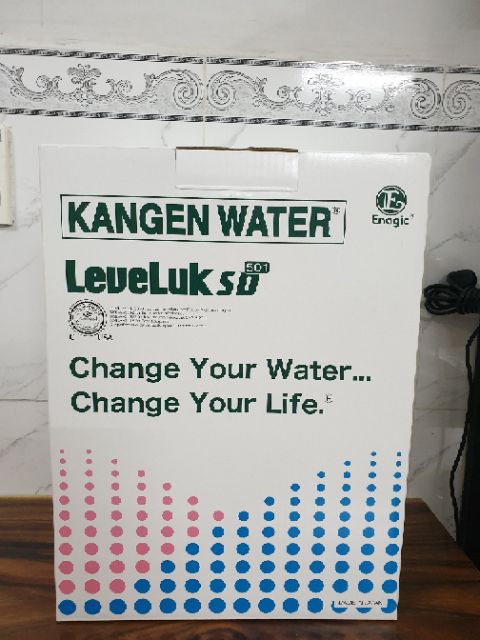 KANGEN WATER®
Enagic®
LeveLuk SD 501
Change Your Water...
Change Your Life.®